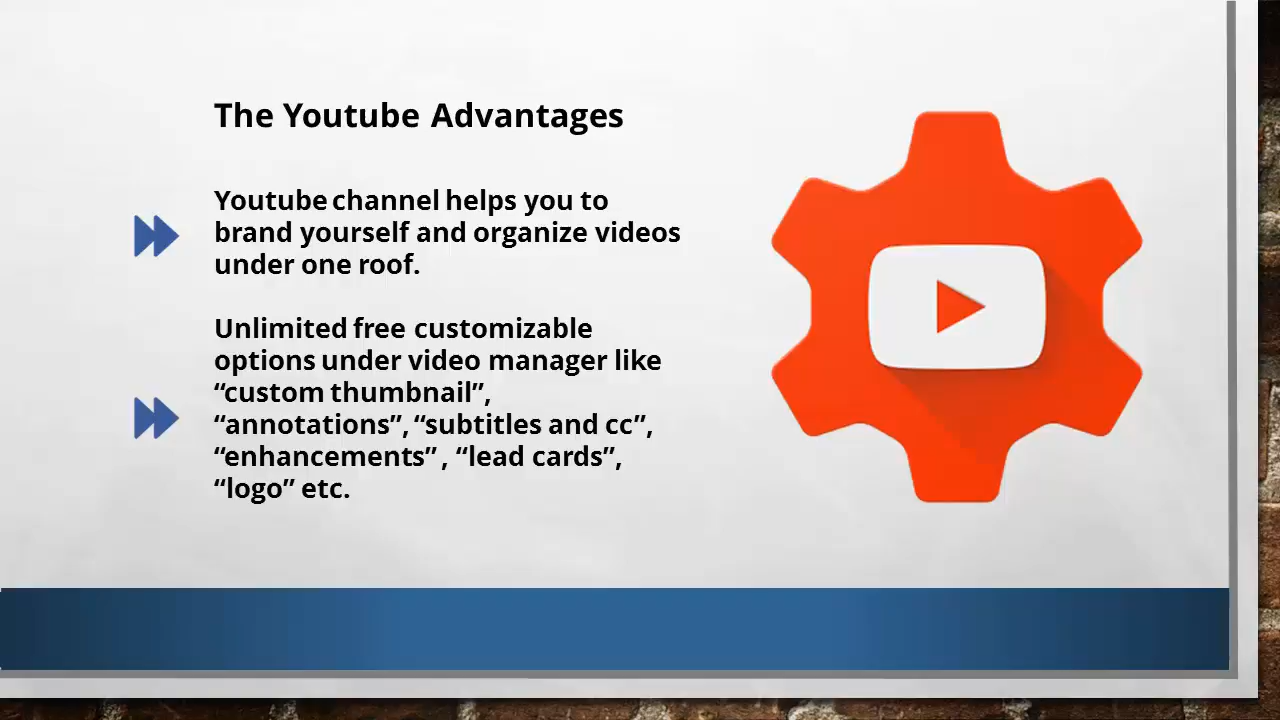 The Youtube Advantages
Youtube channel helps you to
brand yourself and organize videos
under one roof.
Unlimited free customizable
options under video manager like
“custom thumbnail”,
“annotations”, “subtitles and cc”,
“enhancements” , “lead cards”,
“logo” etc.